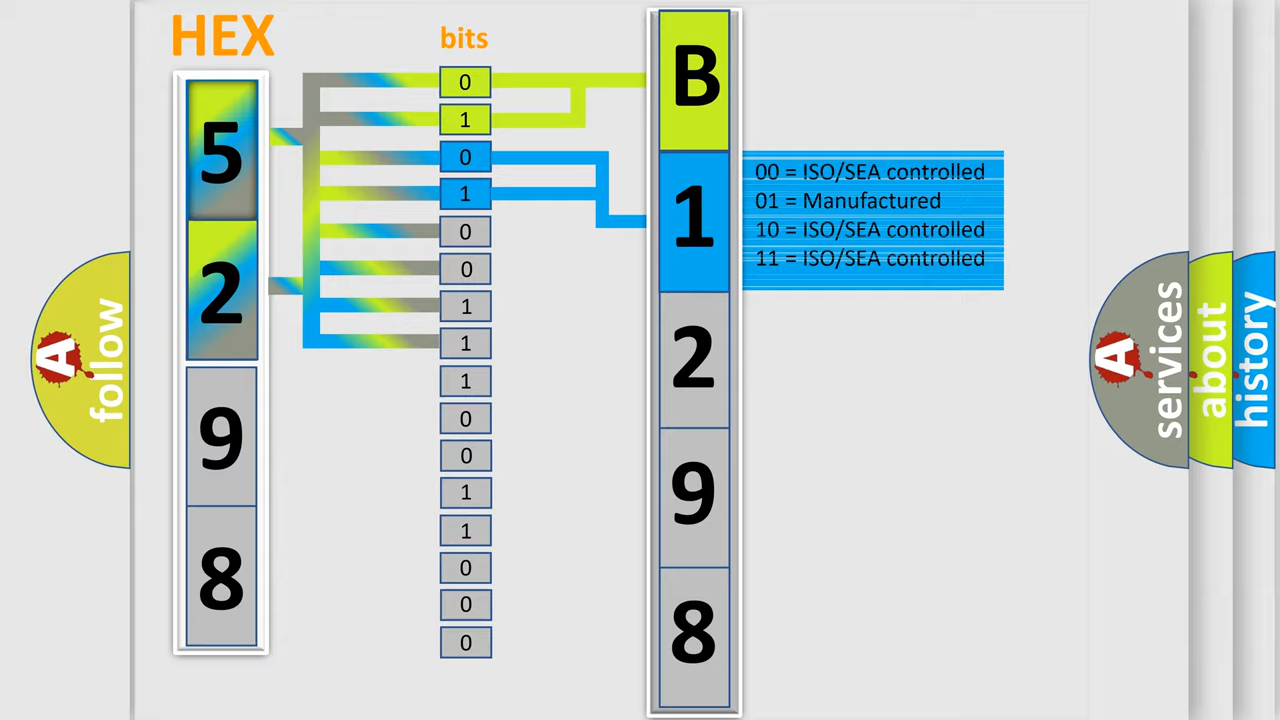 HEX
bits
5
2
9
8
0
1
0
1
0
0
1
1
1
0
0
1
1
0
0
0
B
1
2
9
8
00 = ISO/SEA controlled
01 = Manufactured
10 = ISO/SEA controlled
11 = ISO/SEA controlled
A
follow
A
services
about
history